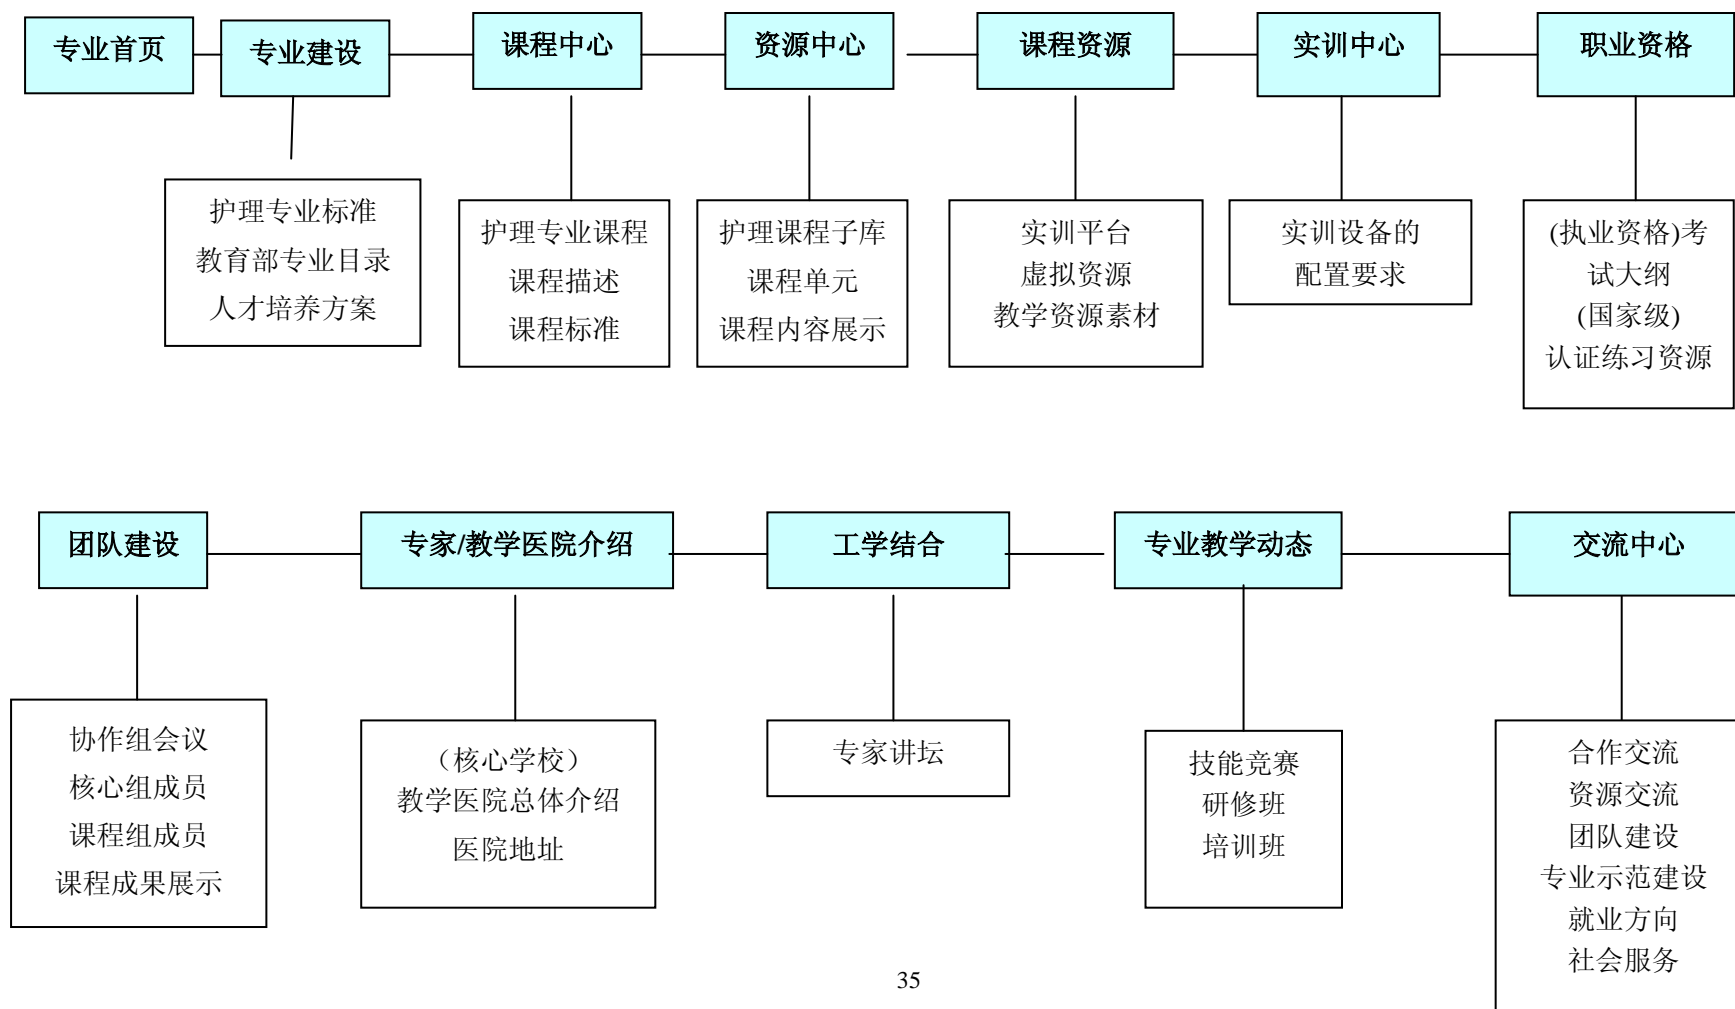 专业首页
专业建设
课程中心
资源中心
课程资源
实训中心
职业资格
护理专业标准
教育部专业目录
人才培养方案
护理专业课程
课程描述
课程标准
护理课程子库
课程单元
课程内容展示
实训平台
虚拟资源
教学资源素材
实训设备的
配置要求
(执业资格)考
试大纲
(国家级)
认证练习资源
团队建设
专家/教学医院介绍
工学结合
专业教学动态
交流中心
协作组会议
核心组成员
课程组成员
课程成果展示
（核心学校）
教学医院总体介绍
医院地址
专家讲坛
技能竞赛
研修班
培训班
合作交流
资源交流
团队建设
专业示范建设
就业方向
社会服务
35